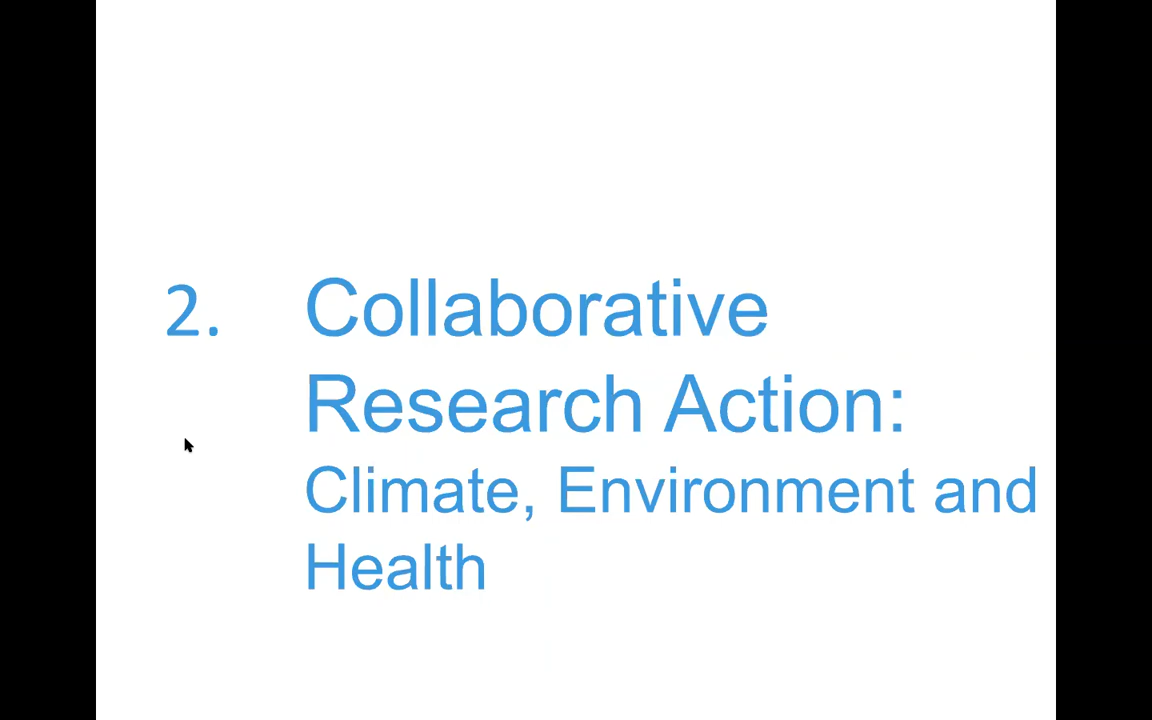 2. Collaborative
Research Action:
Climate, Environment and
Health